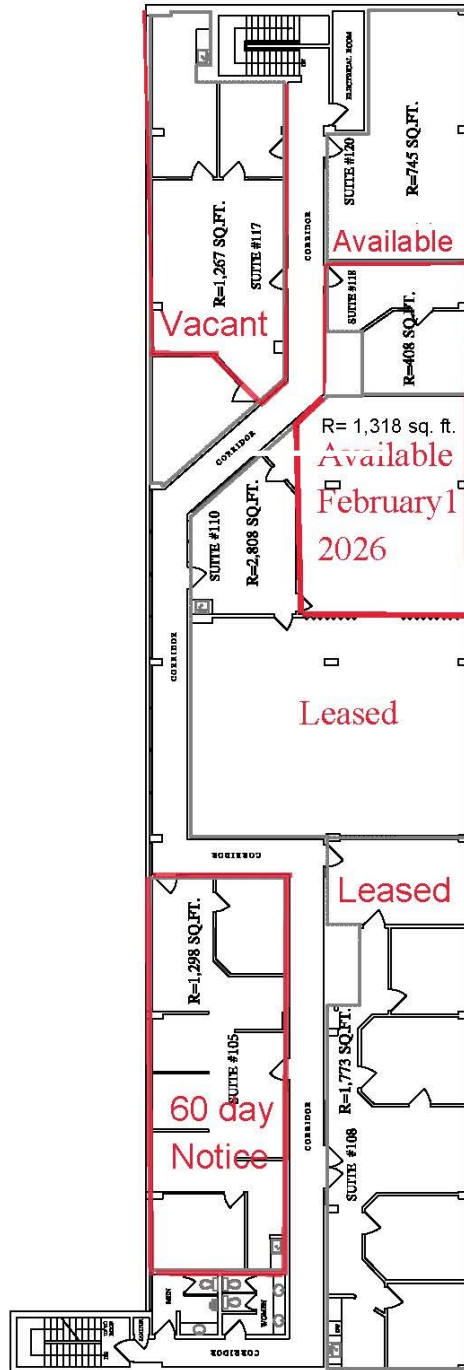 ELECTRICAL ROOM
SUITE #120
R=745 SQ.FT.
Available
R=1,267 SQ.FT.
SUITE #117
CORRIDOR
Vacant
SUITE #118
R=408 SQ.FT.
CORRIDOR
R= 1,318 sq. ft.
Available
February1
2026
SUITE #110
R=2,808 SQ.FT.
CORRIDOR
Leased
CORRIDOR
Leased
R=1,298 SQ.FT.
SUITE #105
60 day
Notice
CORRIDOR
R=1,773 SQ.FT.
SUITE #108
MEN
WOMEN
CORRIDOR